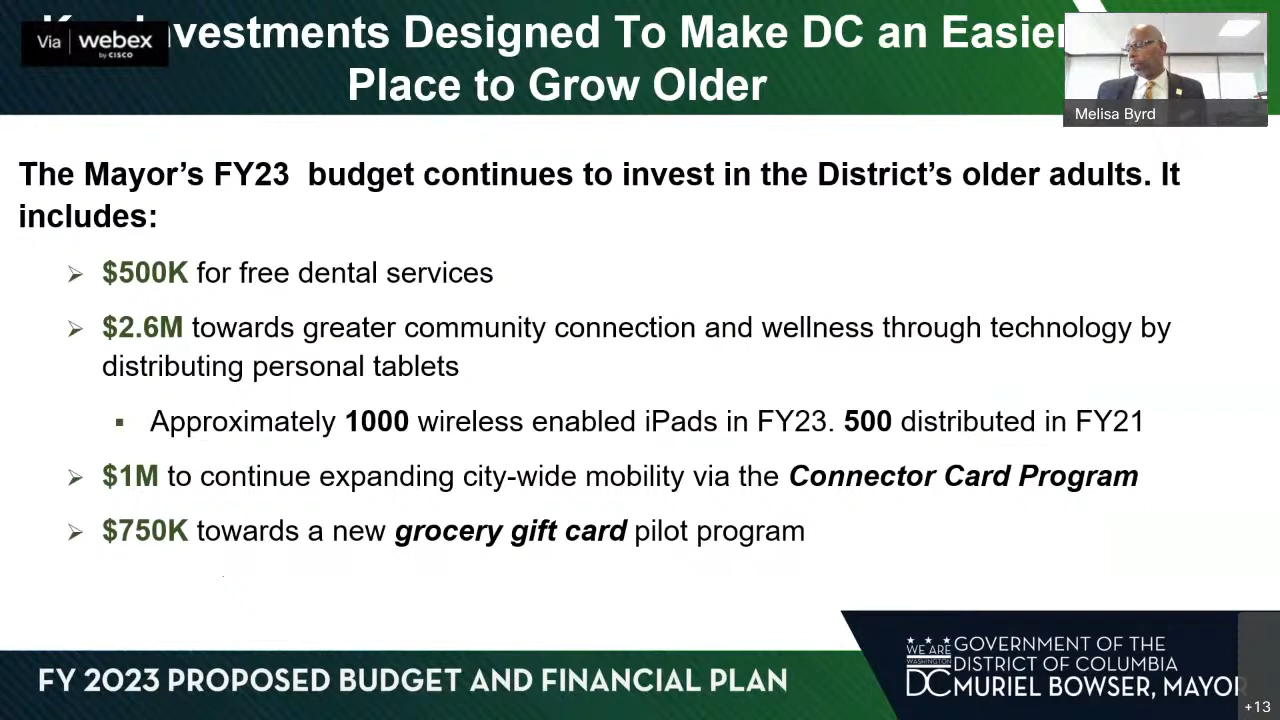 Via webex
by CISCO
nvestments Designed To Make DC an Easier
Place to Grow Older
Melisa Byrd
The Mayor’s FY23 budget continues to invest in the District’s older adults. It
includes:
$500K for free dental services
$2.6M towards greater community connection and wellness through technology by
distributing personal tablets
Approximately 1000 wireless enabled iPads in FY23. 500 distributed in FY21
$1M to continue expanding city-wide mobility via the Connector Card Program
$750K towards a new grocery gift card pilot program
FY 2023 PROPOSED BUDGET AND FINANCIAL PLAN
WE ARE
WASHINGTON
DC
GOVERNMENT OF THE
DISTRICT OF COLUMBIA
MURIEL BOWSER, MAYOR
+13